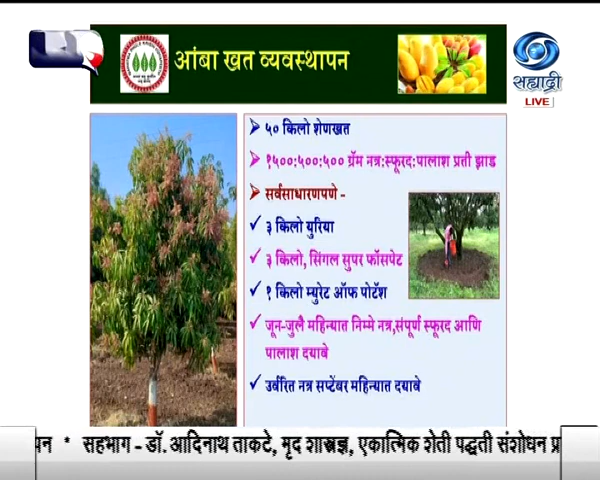 आंबा खत व्यवस्थापन
सह्याद्री
LIVE
५० किलो शेणखत
१५००:५००:५०० ग्रॅम नत्र:स्फूरद:पालाश प्रती झाड
सर्वसाधारणपणे -
३ किलो युरिया
३ किलो, सिंगल सुपर फॉसपेट
१ किलो म्युरेट ऑफ पोटॅश
जून-जुलै महिन्यात निम्मे नत्र,संपूर्ण स्फूरद आणि
पालाश दयावे
उर्वरित नत्र सप्टेंबर महिन्यात दयावे
पन * सहभाग - डॉ. आदिनाथ ताकटे, मृद शास्त्रज्ञ, एकात्मिक शेती पद्धती संशोधन प्र